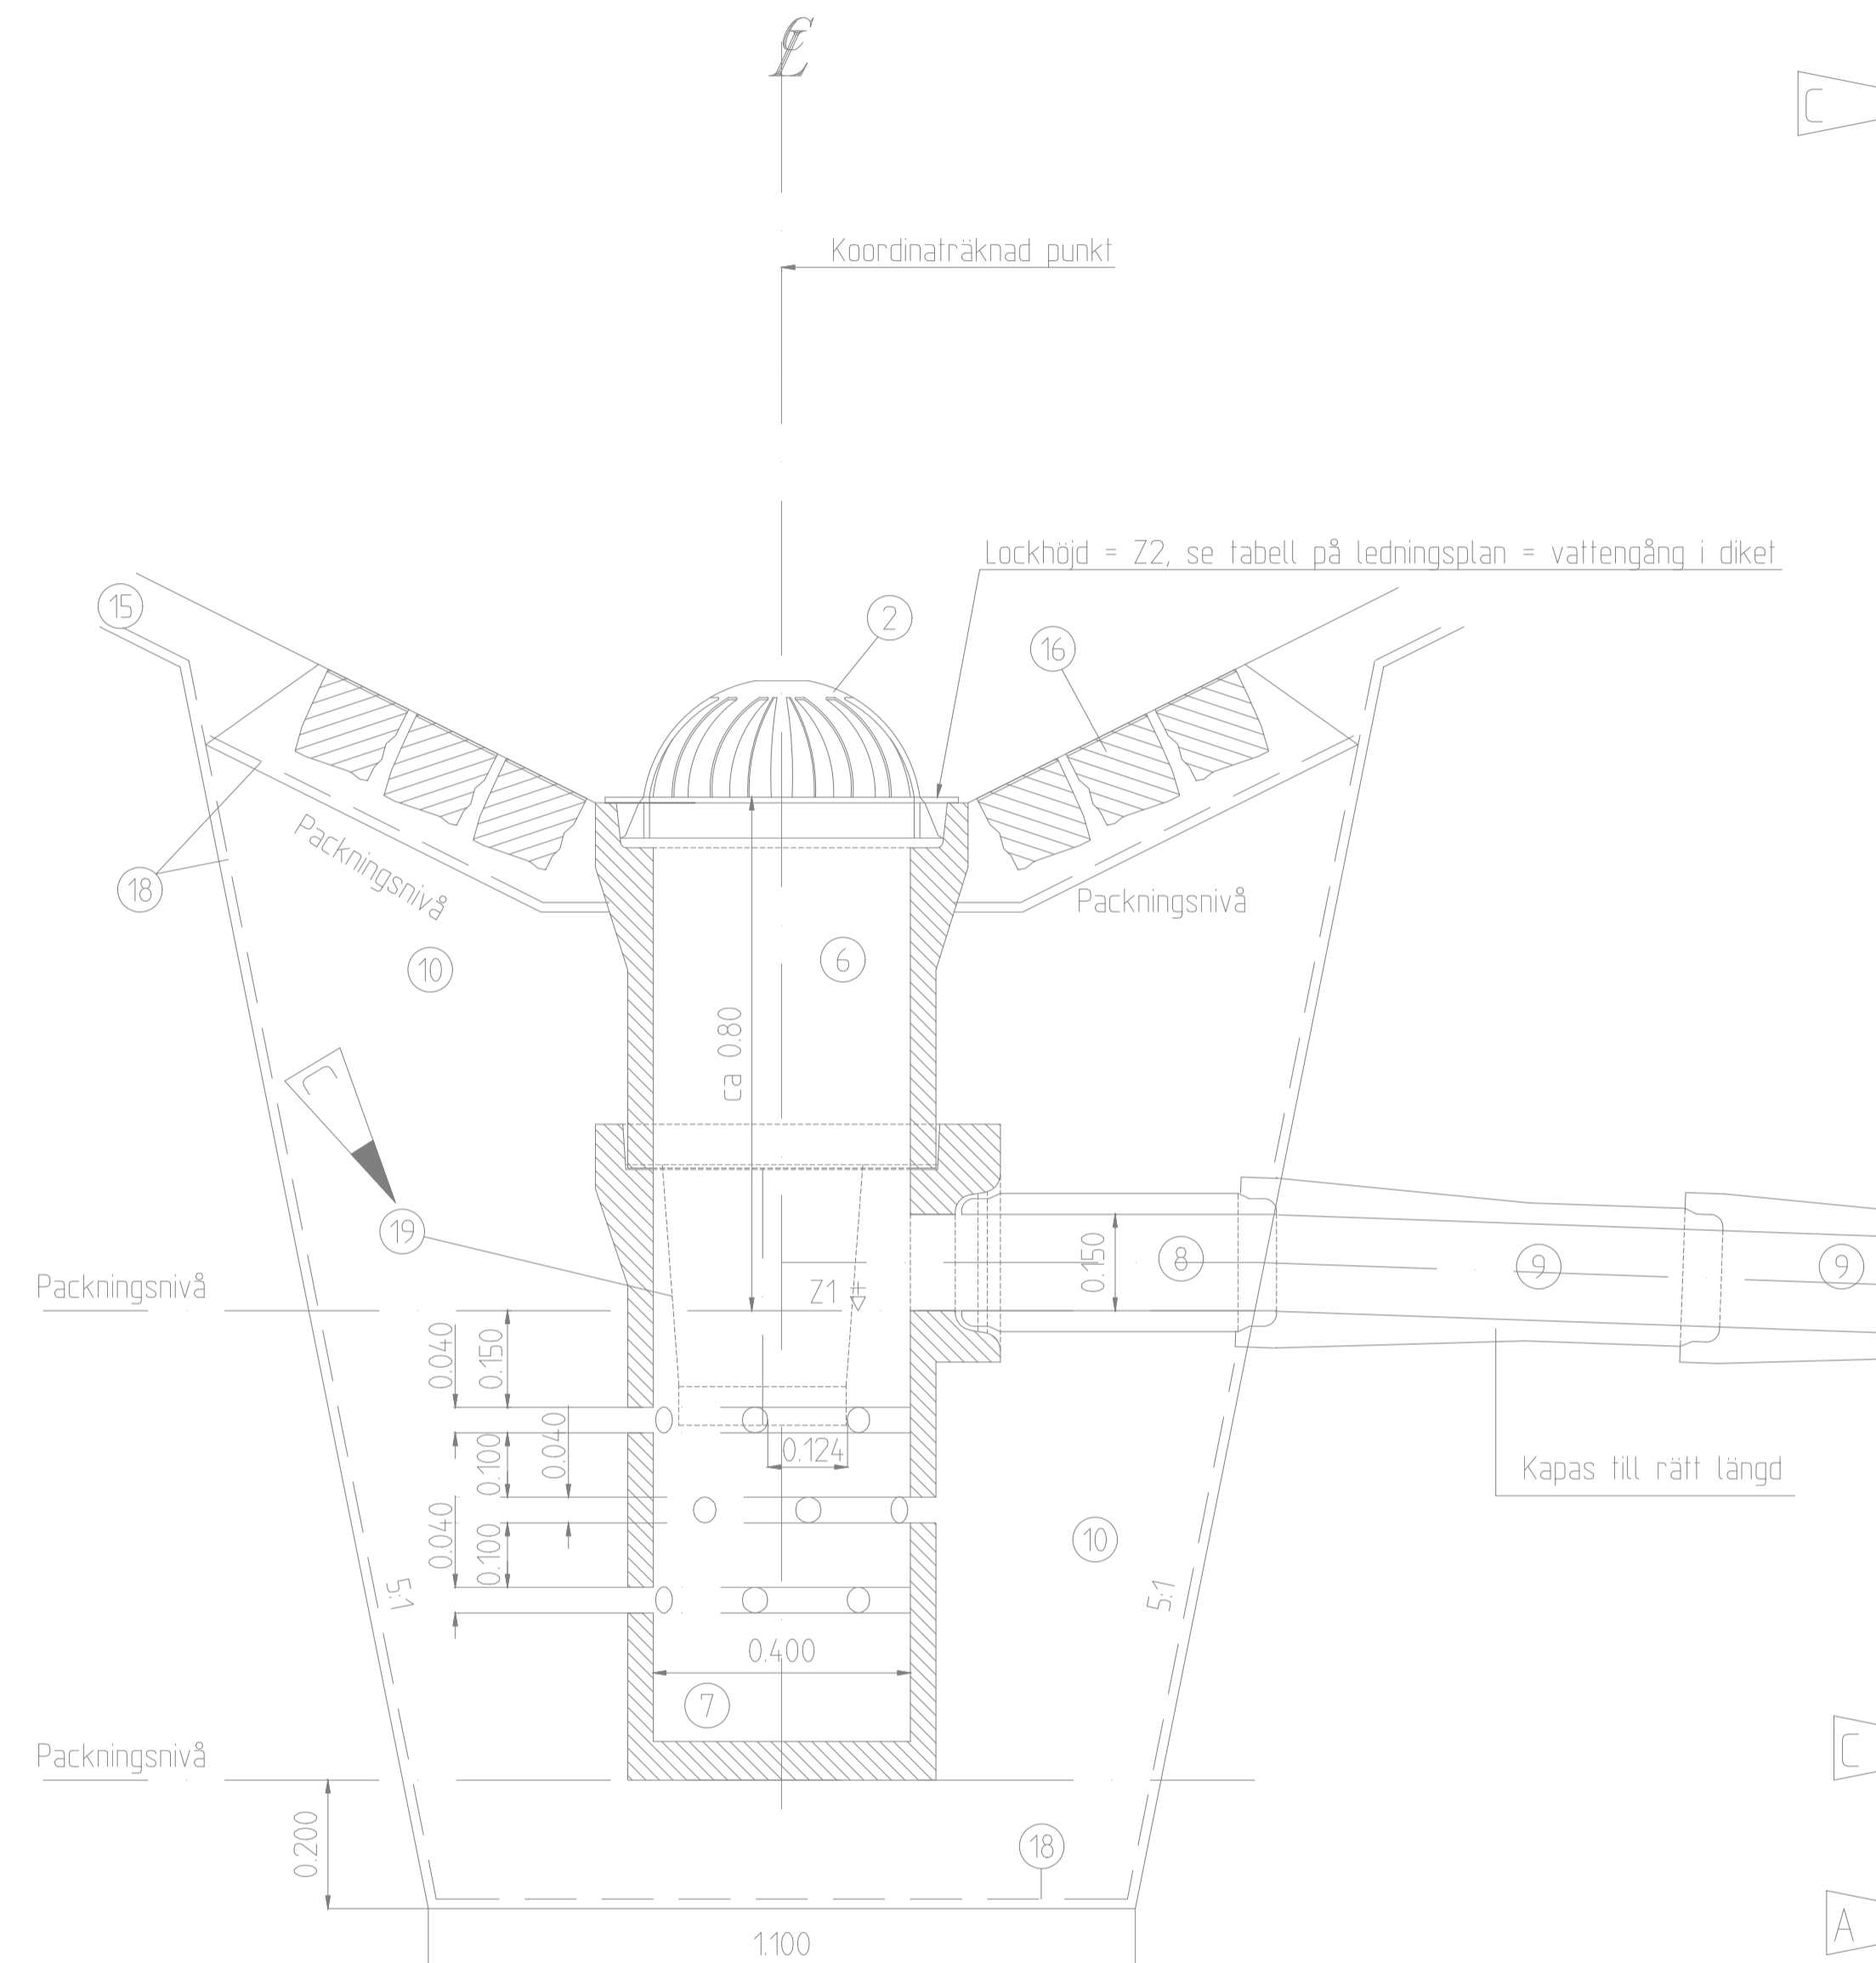 ℄
C
Koordinaträknad punkt
Lockhöjd = Z2, se tabell på ledningsplan = vattengång i diket
15
2
16
Packningsnivå
18
Packningsnivå
10
6
ca 0.80
C
19
0.150
8
9
9
Packningsnivå
Z1
0.040
0.150
0.040
0.100
0.124
Kapas till rätt längd
0.040
0.100
10
1:5
5:1
0.400
7
C
Packningsnivå
0.200
18
A
1.100